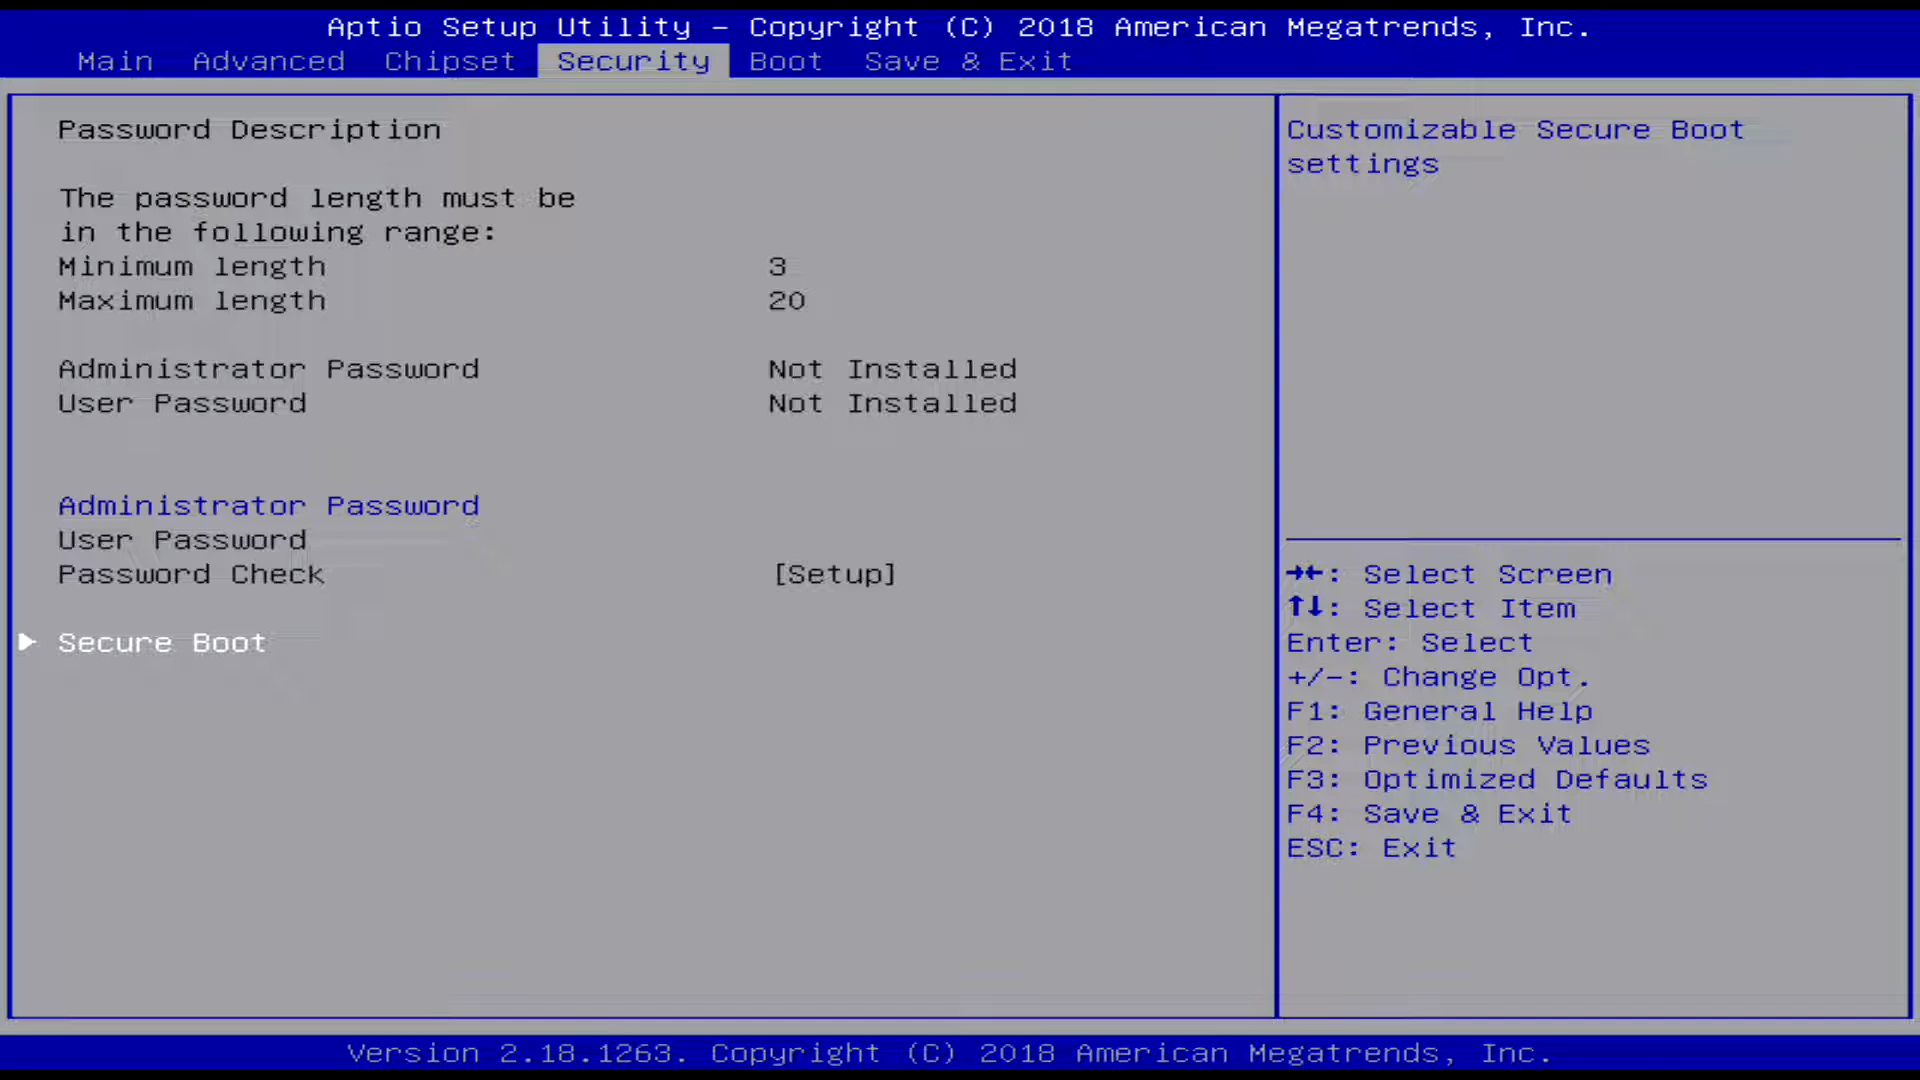 Aptio Setup Utility – Copyright (C) 2018 American Megatrends, Inc.
Main Advanced Chipset Security Boot Save & Exit
Password Description
The password length must be
in the following range:
Minimum length 3
Maximum length 20
Administrator Password Not Installed
User Password Not Installed
Administrator Password
User Password
Password Check [Setup]
▶ Secure Boot
Customizable Secure Boot
settings
→←: Select Screen
↑↓: Select Item
Enter: Select
+/-: Change Opt.
F1: General Help
F2: Previous Values
F3: Optimized Defaults
F4: Save & Exit
ESC: Exit
Version 2.18.1263. Copyright (C) 2018 American Megatrends, Inc.